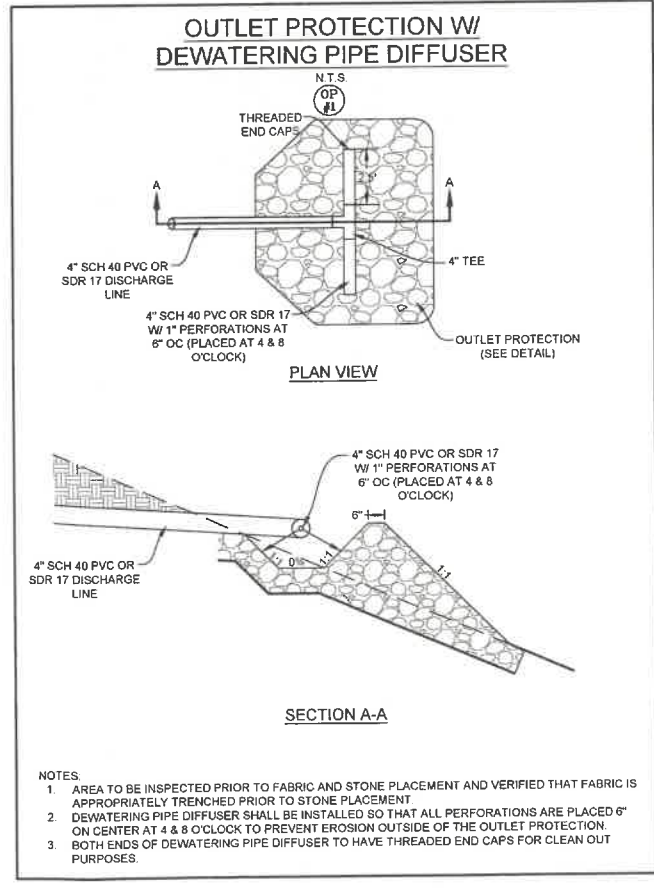 OUTLET PROTECTION W/
DEWATERING PIPE DIFFUSER
N.T.S.
OP
#1
THREADED
END CAPS
A
A
4" SCH 40 PVC OR
SDR 17 DISCHARGE
LINE
4" TEE
4" SCH 40 PVC OR SDR 17
W/ 1" PERFORATIONS AT
6" OC (PLACED AT 4 & 8
O'CLOCK)
OUTLET PROTECTION
(SEE DETAIL)
PLAN VIEW
4" SCH 40 PVC OR SDR 17
W/ 1" PERFORATIONS AT
6" OC (PLACED AT 4 & 8
O'CLOCK)
6"
4" SCH 40 PVC OR
SDR 17 DISCHARGE
LINE
1:1
0%
1:1
1:1
SECTION A-A
NOTES:
1. AREA TO BE INSPECTED PRIOR TO FABRIC AND STONE PLACEMENT AND VERIFIED THAT FABRIC IS
APPROPRIATELY TRENCHED PRIOR TO STONE PLACEMENT.
2. DEWATERING PIPE DIFFUSER SHALL BE INSTALLED SO THAT ALL PERFORATIONS ARE PLACED 6"
ON CENTER AT 4 & 8 O'CLOCK TO PREVENT EROSION OUTSIDE OF THE OUTLET PROTECTION.
3. BOTH ENDS OF DEWATERING PIPE DIFFUSER TO HAVE THREADED END CAPS FOR CLEAN OUT
PURPOSES.